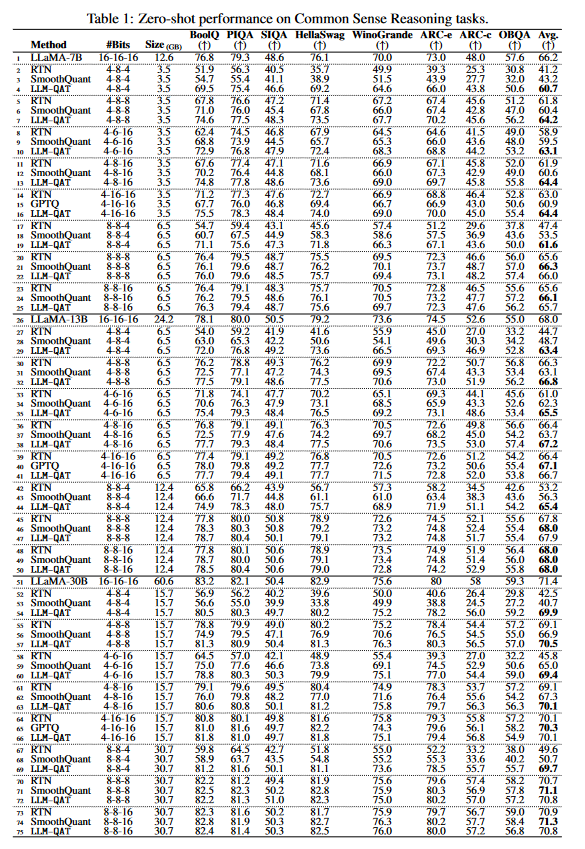 Table 1: Zero-shot performance on Common Sense Reasoning tasks.
BoolQ PIQA SIQA HellaSwag WinoGrande ARC-e ARC-c OBQA Avg.
Method #Bits Size (GB) (↑) (↑) (↑) (↑) (↑) (↑) (↑) (↑) (↑)
1 LLaMA-7B 16-16-16 12.6 76.8 79.3 48.6 76.1 70.0 73.0 48.0 57.6 66.2
2 RTN 4-8-4 3.5 51.9 56.3 40.5 35.7 49.9 39.3 25.3 30.8 41.2
3 SmoothQuant 4-8-4 3.5 54.7 55.4 41.1 38.9 51.5 43.9 27.7 32.0 43.2
4 LLM-QAT 4-8-4 3.5 69.5 75.4 46.6 69.2 64.6 66.0 43.8 50.6 60.7
5 RTN 4-8-8 3.5 67.8 76.6 47.2 71.4 67.2 67.4 45.6 51.2 61.8
6 SmoothQuant 4-8-8 3.5 71.0 76.0 45.4 67.8 66.0 67.4 42.8 47.0 60.4
7 LLM-QAT 4-8-8 3.5 74.6 77.5 48.3 73.5 67.7 70.2 45.6 56.2 64.2
8 RTN 4-6-16 3.5 62.4 74.5 46.8 67.9 64.5 64.6 41.5 49.0 58.9
9 SmoothQuant 4-6-16 3.5 68.8 73.9 44.5 65.7 65.3 66.0 43.6 48.0 59.5
10 LLM-QAT 4-6-16 3.5 72.9 76.8 47.9 72.4 68.3 68.8 44.2 53.2 63.1
11 RTN 4-8-16 3.5 67.6 77.4 47.1 71.6 66.9 67.1 45.8 52.0 61.9
12 SmoothQuant 4-8-16 3.5 70.2 76.4 44.8 68.1 66.0 67.3 42.9 49.0 60.6
13 LLM-QAT 4-8-16 3.5 74.8 77.8 48.6 73.6 69.0 69.7 45.8 55.8 64.4
14 RTN 4-16-16 3.5 71.2 77.3 47.6 72.7 66.9 68.8 46.4 52.8 63.0
15 GPTQ 4-16-16 3.5 67.7 76.0 46.8 69.4 66.7 66.9 43.0 50.6 60.9
16 LLM-QAT 4-16-16 3.5 75.5 78.3 48.4 74.0 69.0 70.0 45.0 55.4 64.4
17 RTN 8-8-4 6.5 54.7 59.4 43.1 45.6 57.4 51.2 29.6 37.8 47.4
18 SmoothQuant 8-8-4 6.5 60.7 67.5 44.9 58.3 58.6 57.5 36.9 43.6 53.5
19 LLM-QAT 8-8-4 6.5 71.1 75.6 47.3 71.8 66.3 67.1 43.6 50.0 61.6
20 RTN 8-8-8 6.5 76.4 79.5 48.7 75.5 69.5 72.3 46.6 56.0 65.6
21 SmoothQuant 8-8-8 6.5 76.1 79.6 48.7 76.2 70.1 73.7 48.7 57.0 66.3
22 LLM-QAT 8-8-8 6.5 76.0 79.6 48.5 75.7 69.4 73.1 48.2 57.4 66.0
23 RTN 8-8-16 6.5 76.4 79.1 48.3 75.7 70.5 72.8 46.5 55.6 65.6
24 SmoothQuant 8-8-16 6.5 76.2 79.5 48.6 76.1 70.5 73.2 47.7 57.2 66.1
25 LLM-QAT 8-8-16 6.5 76.3 79.4 48.7 75.6 69.7 72.3 46.2 57.6 65.7
26 LLaMA-13B 16-16-16 24.2 78.1 80.0 50.5 79.2 73.6 74.5 52.6 55.0 68.0
27 RTN 4-8-4 6.5 54.0 59.2 41.9 41.6 55.9 45.0 27.0 33.2 44.7
28 SmoothQuant 4-8-4 6.5 63.0 65.3 42.2 50.6 54.1 49.6 30.3 34.2 48.7
29 LLM-QAT 4-8-4 6.5 72.0 76.8 49.2 73.6 66.5 69.3 46.9 52.8 63.4
30 RTN 4-8-8 6.5 76.2 78.8 49.3 76.2 69.9 72.2 50.7 56.8 66.3
31 SmoothQuant 4-8-8 6.5 72.5 77.1 47.2 74.3 69.5 67.4 43.3 53.4 63.1
32 LLM-QAT 4-8-8 6.5 77.5 79.1 48.6 77.5 70.6 73.0 51.9 56.2 66.8
33 RTN 4-6-16 6.5 71.8 74.1 47.7 70.2 65.1 69.3 44.1 45.6 61.0
34 SmoothQuant 4-6-16 6.5 70.6 76.3 47.9 73.1 68.5 65.9 43.3 52.6 62.3
35 LLM-QAT 4-6-16 6.5 75.4 79.3 48.4 76.5 69.2 73.1 48.6 53.4 65.5
36 RTN 4-8-16 6.5 76.8 79.1 49.1 76.3 70.5 72.6 49.8 56.6 66.4
37 SmoothQuant 4-8-16 6.5 72.5 77.9 47.6 74.2 69.7 68.2 45.0 54.2 63.7
38 LLM-QAT 4-8-16 6.5 77.7 79.3 48.4 77.5 70.6 73.5 53.0 57.4 67.2
39 RTN 4-16-16 6.5 77.4 79.1 49.2 76.8 70.5 72.6 51.2 54.2 66.4
40 GPTQ 4-16-16 6.5 78.0 79.8 49.2 77.7 72.6 73.2 50.6 55.4 67.1
41 LLM-QAT 4-16-16 6.5 77.7 79.4 49.1 77.7 71.5 72.8 52.0 53.8 66.7
42 RTN 8-8-4 12.4 65.8 66.2 43.9 56.7 57.3 58.2 34.5 42.6 53.2
43 SmoothQuant 8-8-4 12.4 66.6 71.7 44.8 61.1 61.0 63.4 38.3 43.6 56.3
44 LLM-QAT 8-8-4 12.4 74.9 78.3 48.0 75.7 68.9 71.9 51.1 54.2 65.4
45 RTN 8-8-8 12.4 77.8 80.0 50.8 78.9 72.6 74.5 52.1 55.6 67.8
46 SmoothQuant 8-8-8 12.4 78.3 80.3 50.8 79.2 73.2 74.8 52.4 55.4 68.0
47 LLM-QAT 8-8-8 12.4 78.7 80.4 50.1 79.1 73.2 74.8 51.7 55.4 67.9
48 RTN 8-8-16 12.4 77.8 80.1 50.6 78.9 73.5 74.9 51.9 56.4 68.0
49 SmoothQuant 8-8-16 12.4 78.7 80.0 50.6 79.1 73.4 74.8 51.4 56.0 68.0
50 LLM-QAT 8-8-16 12.4 78.5 80.4 50.6 79.0 72.8 74.2 52.9 55.8 68.0
51 LLaMA-30B 16-16-16 60.6 83.2 82.1 50.4 82.9 75.6 80 58 59.3 71.4
52 RTN 4-8-4 15.7 56.9 56.2 40.2 39.6 50.0 40.6 26.4 29.8 42.5
53 SmoothQuant 4-8-4 15.7 56.6 55.0 39.9 33.8 49.9 38.8 24.5 27.2 40.7
54 LLM-QAT 4-8-4 15.7 80.5 80.3 49.7 80.2 75.2 78.2 56.0 59.2 69.9
55 RTN 4-8-8 15.7 78.8 79.9 49.0 80.2 75.2 78.4 54.4 57.2 69.1
56 SmoothQuant 4-8-8 15.7 74.9 79.5 47.1 76.9 70.6 76.5 54.5 55.0 66.9
57 LLM-QAT 4-8-8 15.7 81.3 80.9 50.4 81.3 76.3 80.3 56.5 57.0 70.5
58 RTN 4-6-16 15.7 64.5 57.0 42.1 48.9 55.4 39.3 27.0 32.2 45.8
59 SmoothQuant 4-6-16 15.7 75.0 77.6 46.6 73.8 69.1 74.5 52.9 50.6 65.0
60 LLM-QAT 4-6-16 15.7 78.8 80.3 50.3 79.9 75.1 77.0 54.4 59.0 69.4
61 RTN 4-8-16 15.7 79.1 79.6 49.5 80.4 74.9 78.3 53.7 57.2 69.1
62 SmoothQuant 4-8-16 15.7 76.0 79.8 48.2 77.0 71.6 76.4 55.6 54.2 67.3
63 LLM-QAT 4-8-16 15.7 80.6 80.8 50.1 81.2 75.8 79.7 56.3 56.3 70.1
64 RTN 4-16-16 15.7 80.8 80.1 49.8 81.6 75.8 79.3 55.8 57.2 70.1
65 GPTQ 4-16-16 15.7 81.0 81.6 49.7 82.2 74.3 79.6 56.1 58.2 70.3
66 LLM-QAT 4-16-16 15.7 81.8 81.0 49.7 81.8 75.1 79.4 56.8 54.9 70.1
67 RTN 8-8-4 30.7 59.8 64.5 42.7 51.8 55.0 52.2 33.2 38.0 49.6
68 SmoothQuant 8-8-4 30.7 58.9 63.7 43.5 54.8 55.2 55.3 33.6 40.2 50.7
69 LLM-QAT 8-8-4 30.7 81.2 81.6 50.1 81.1 73.6 78.5 55.7 55.7 69.7
70 RTN 8-8-8 30.7 82.2 81.2 49.4 81.9 75.6 79.6 57.4 58.2 70.7
71 SmoothQuant 8-8-8 30.7 82.5 82.3 50.2 82.8 75.9 80.3 56.9 57.8 71.1
72 LLM-QAT 8-8-8 30.7 82.2 81.3 51.0 82.3 75.0 80.2 57.0 57.2 70.8
73 RTN 8-8-16 30.7 82.3 81.6 50.2 81.7 75.9 79.7 56.7 59.0 70.9
74 SmoothQuant 8-8-16 30.7 82.8 81.9 50.3 82.7 76.3 80.2 57.7 58.4 71.3
75 LLM-QAT 8-8-16 30.7 82.4 81.4 50.3 82.5 76.0 80.0 57.2 56.8 70.8